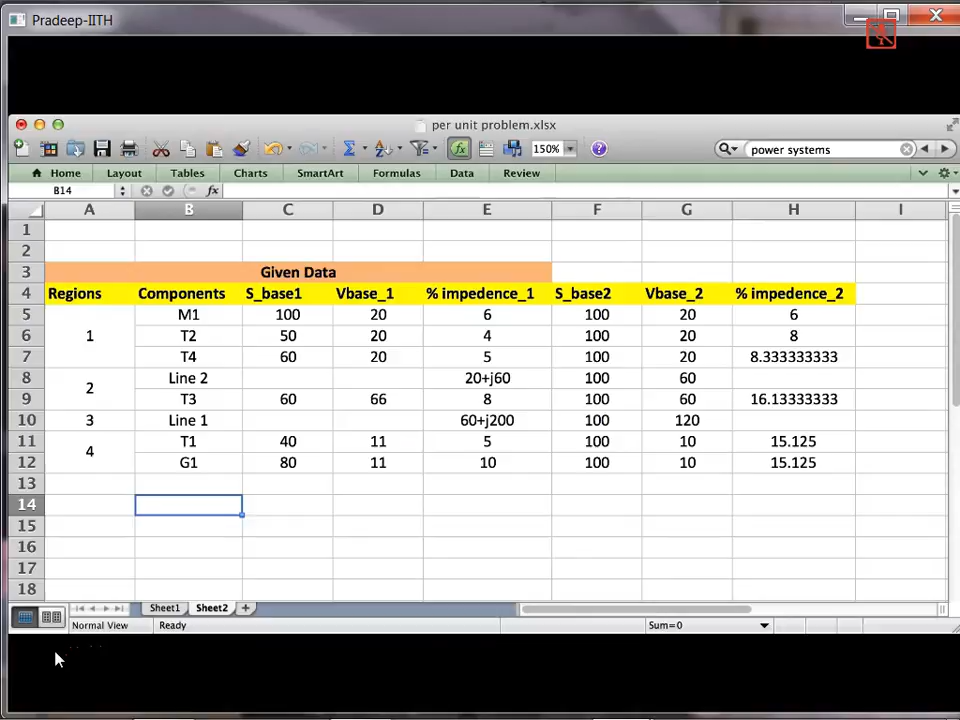 Pradeep-IITH
per unit problem.xlsx
150% power systems
Home Layout Tables Charts SmartArt Formulas Data Review
B14 fx
A B C D E F G H I
1
2
3 Given Data
4 Regions Components S_base1 Vbase_1 % impedence_1 S_base2 Vbase_2 % impedence_2
5 M1 100 20 6 100 20 6
6 1 T2 50 20 4 100 20 8
7 T4 60 20 5 100 20 8.333333333
8 2 Line 2 20+j60 100 60
9 T3 60 66 8 100 60 16.13333333
10 3 Line 1 60+j200 100 120
11 4 T1 40 11 5 100 10 15.125
12 G1 80 11 10 100 10 15.125
13
14
15
16
17
18
Sheet1 Sheet2
Normal View Ready Sum=0